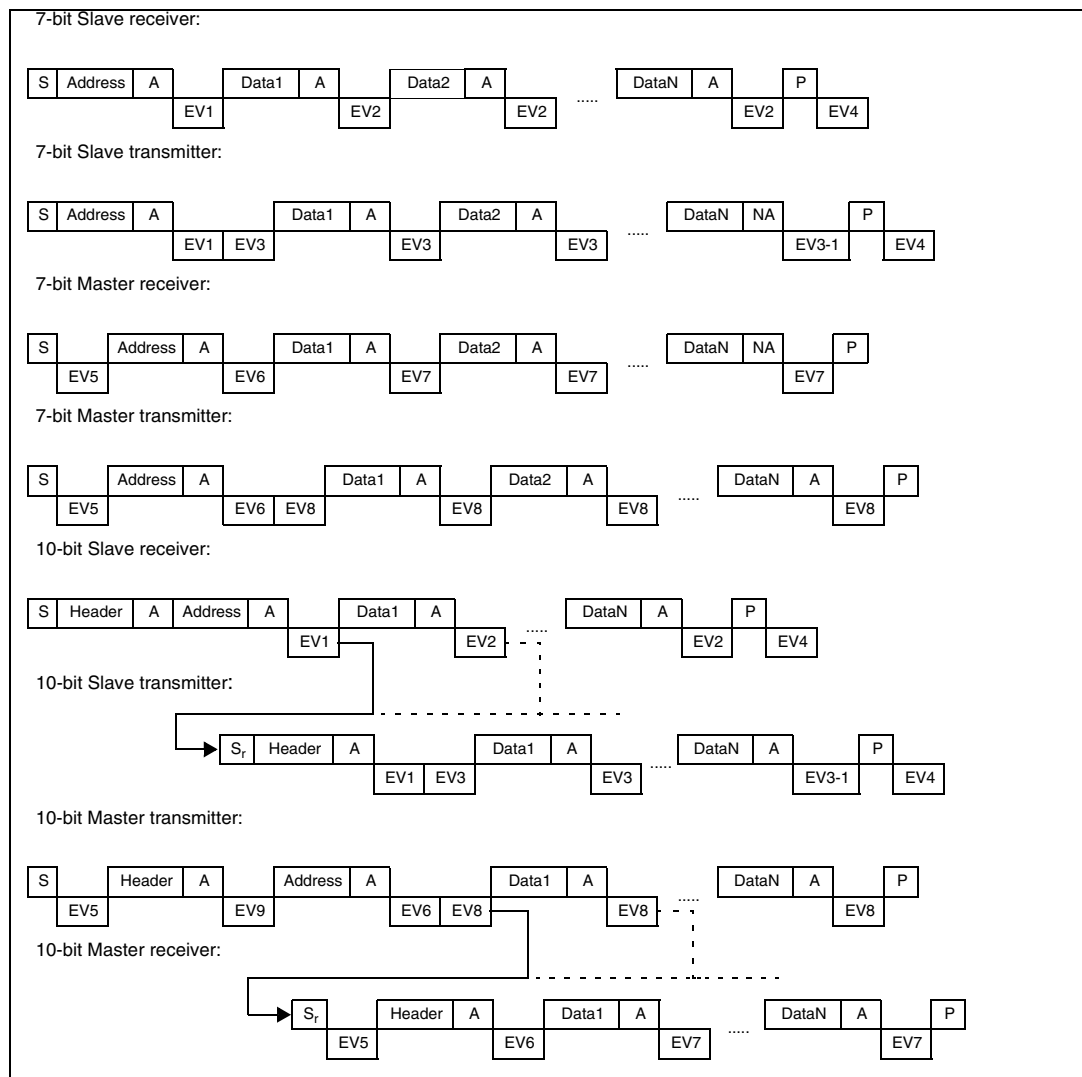 7-bit Slave receiver:
S Address A Data1 A Data2 A ..... DataN A P
EV1 EV2 EV2 EV2 EV4
7-bit Slave transmitter:
S Address A Data1 A Data2 A ..... DataN NA P
EV1 EV3 EV3 EV3 EV3-1 EV4
7-bit Master receiver:
S Address A Data1 A Data2 A ..... DataN NA P
EV5 EV6 EV7 EV7 EV7
7-bit Master transmitter:
S Address A Data1 A Data2 A ..... DataN A P
EV5 EV6 EV8 EV8 EV8 EV8
10-bit Slave receiver:
S Header A Address A Data1 A ..... DataN A P
EV1 EV2 EV2 EV4
10-bit Slave transmitter:
Sr Header A Data1 A ..... DataN A P
EV1 EV3 EV3 EV3-1 EV4
10-bit Master transmitter:
S Header A Address A Data1 A ..... DataN A P
EV5 EV9 EV6 EV8 EV8 EV8
10-bit Master receiver:
Sr Header A Data1 A ..... DataN A P
EV5 EV6 EV7 EV7